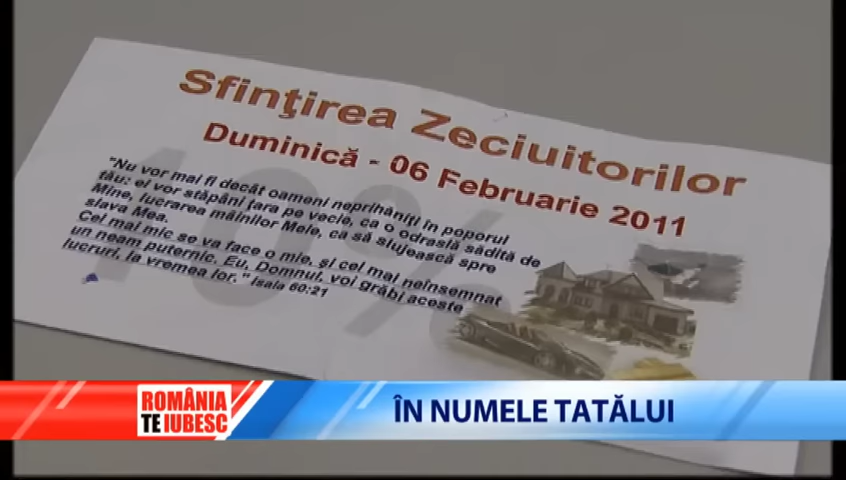 Sfinţirea Zeciuitorilor
Duminică - 06 Februarie 2011
10%
"Nu vor mai fi decât oameni neprihăniţi în poporul
tău: ei vor stăpâni ţara pe vecie, ca o odraslă sădită de
Mine, lucrarea mâinilor Mele, ca să slujească spre
slava Mea.
Cel mai mic se va face o mie, şi cel mai neînsemnat
un neam puternic. Eu, Domnul, voi grăbi aceste
lucruri, la vremea lor." Isaia 60:21
ROMÂNIA
TE IUBESC
ÎN NUMELE TATĂLUI